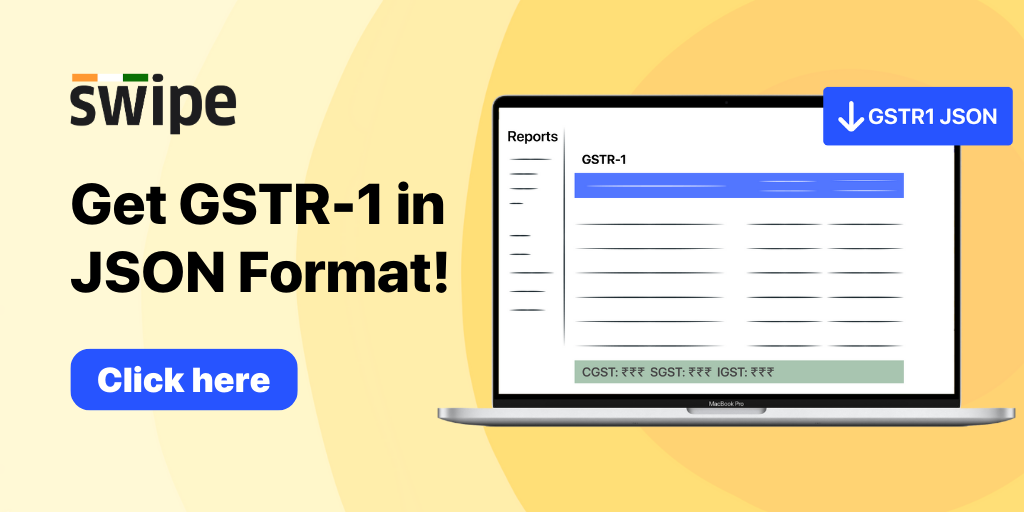 swipe
Get GSTR-1 in
JSON Format!
Click here
Reports
GSTR-1
GSTR1 JSON
CGST: ₹₹₹ SGST: ₹₹₹ IGST: ₹₹₹
MacBook Pro